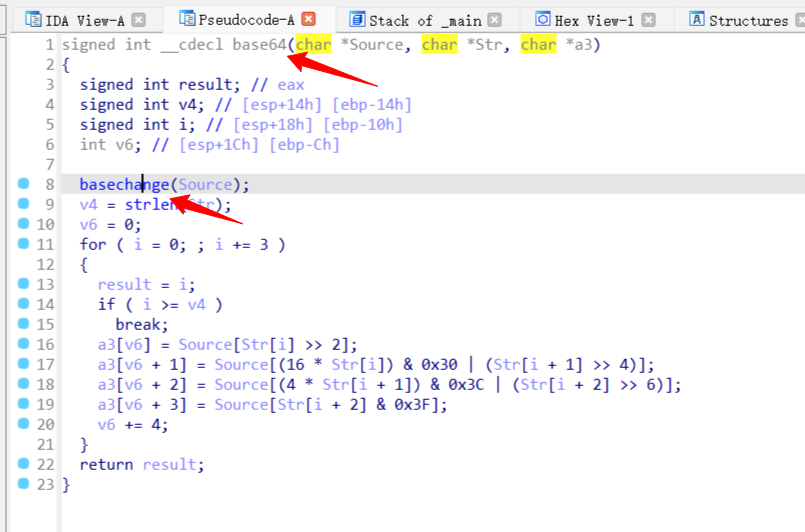 IDA View-A Pseudocode-A Stack of _main Hex View-1 Structures
1 signed int __cdecl base64(char *Source, char *Str, char *a3)
2 {
3 signed int result; // eax
4 signed int v4; // [esp+14h] [ebp-14h]
5 signed int i; // [esp+18h] [ebp-10h]
6 int v6; // [esp+1Ch] [ebp-Ch]
7
8 basechange(Source);
9 v4 = strlen(Str);
10 v6 = 0;
11 for ( i = 0; ; i += 3 )
12 {
13 result = i;
14 if ( i >= v4 )
15 break;
16 a3[v6] = Source[Str[i] >> 2];
17 a3[v6 + 1] = Source[(16 * Str[i]) & 0x30 | (Str[i + 1] >> 4)];
18 a3[v6 + 2] = Source[(4 * Str[i + 1]) & 0x3C | (Str[i + 2] >> 6)];
19 a3[v6 + 3] = Source[Str[i + 2] & 0x3F];
20 v6 += 4;
21 }
22 return result;
23 }